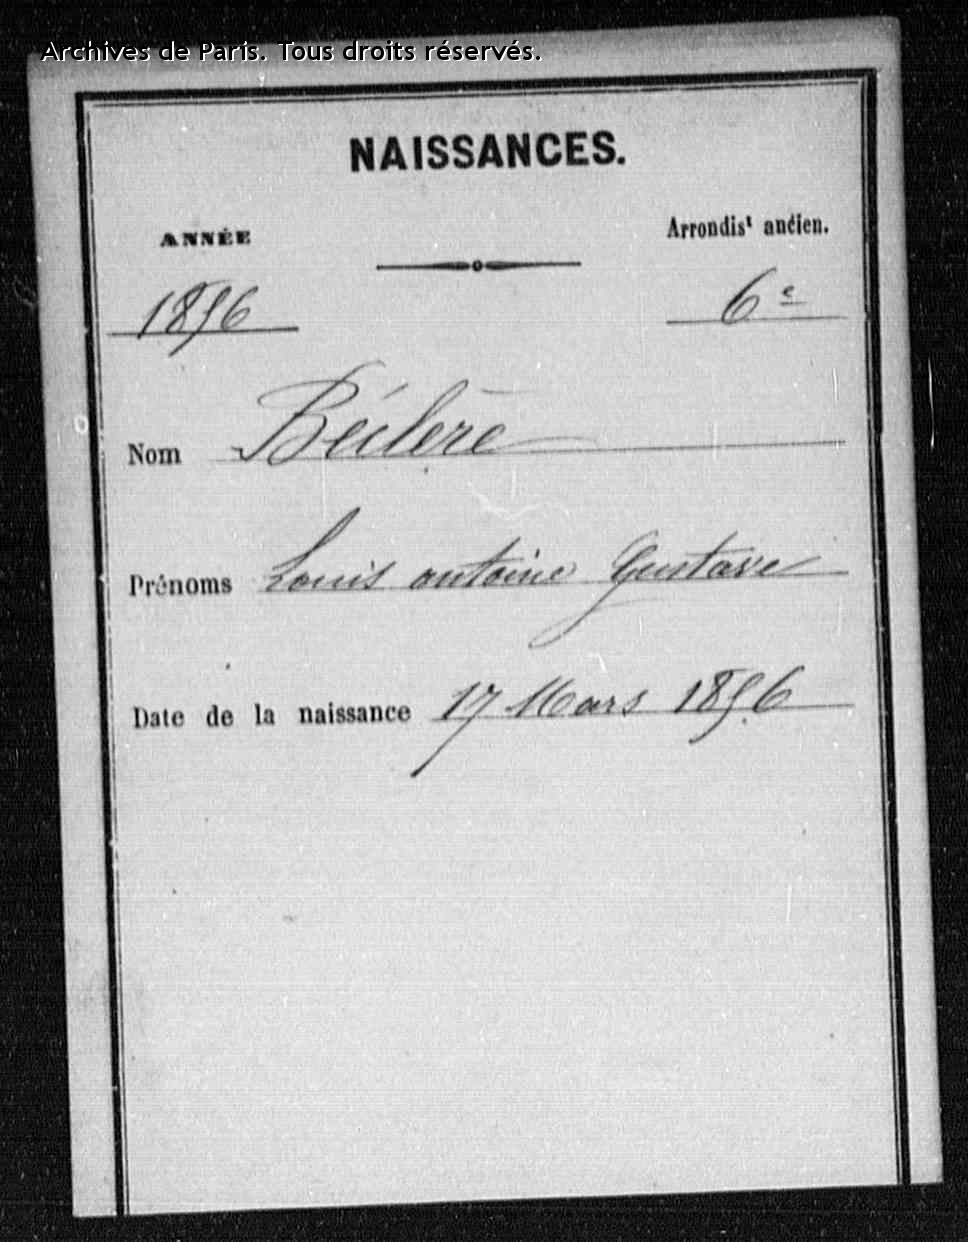 Archives de Paris. Tous droits réservés.
NAISSANCES.
ANNÉE
Arrondis^t ancien.
1856
6^e
Nom Béclère
Prénoms Louis antoine Gustave
Date de la naissance 17 Mars 1856